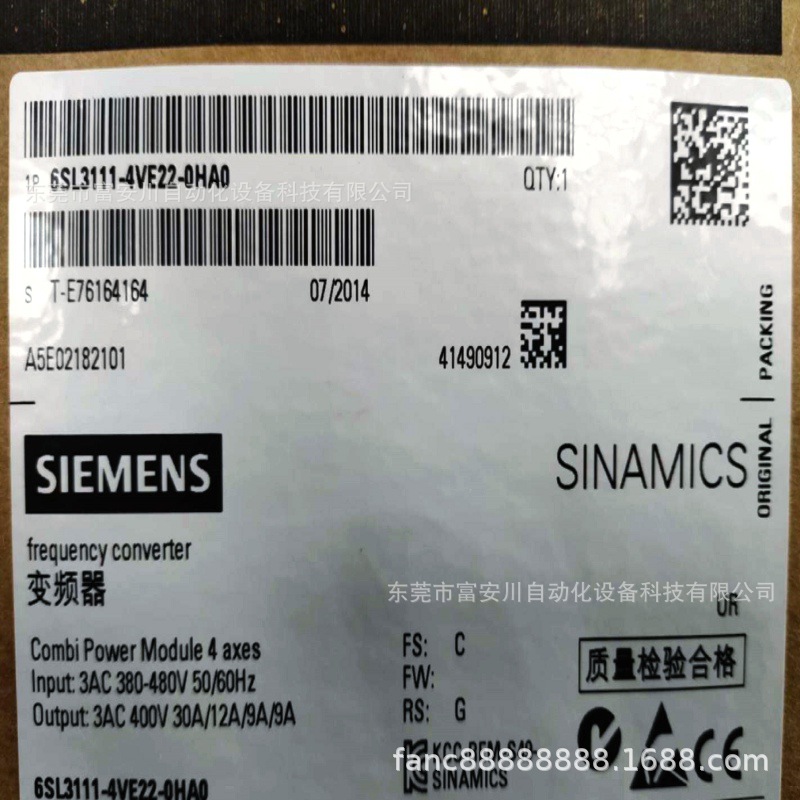 1P 6SL3111-4VE22-0HA0 QTY:1
东莞市富安川自动化设备科技有限公司
S T-E76164164 07/2014
A5E02182101 41490912
ORIGINAL PACKING
SIEMENS SINAMICS
frequency converter
变频器
东莞市富安川自动化设备科技有限公司
Combi Power Module 4 axes
Input: 3AC 380-480V 50/60Hz
Output: 3AC 400V 30A/12A/9A/9A
FS: C
FW:
RS: G
质量检验合格
SINAMICS
CE
fanc88888888888.1688.com
6SL3111-4VE22-0HA0